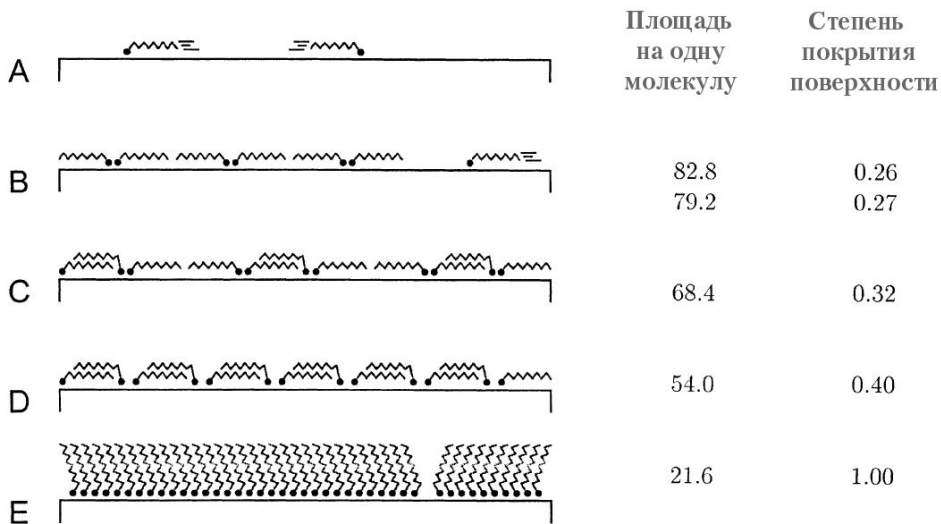 Площадь на одну молекулу
Степень покрытия поверхности
A
B
82.8 0.26
79.2 0.27
C
68.4 0.32
D
54.0 0.40
E
21.6 1.00